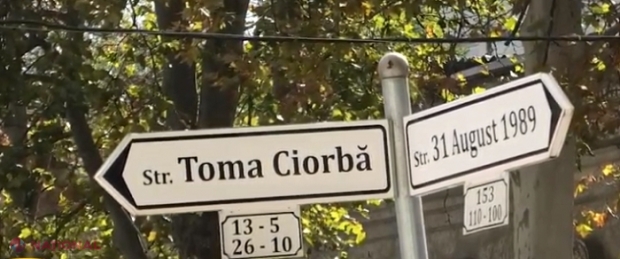 Str. Toma Ciorbă
13 - 5
26 - 10
Str. 31 August 1989
153
110 - 100